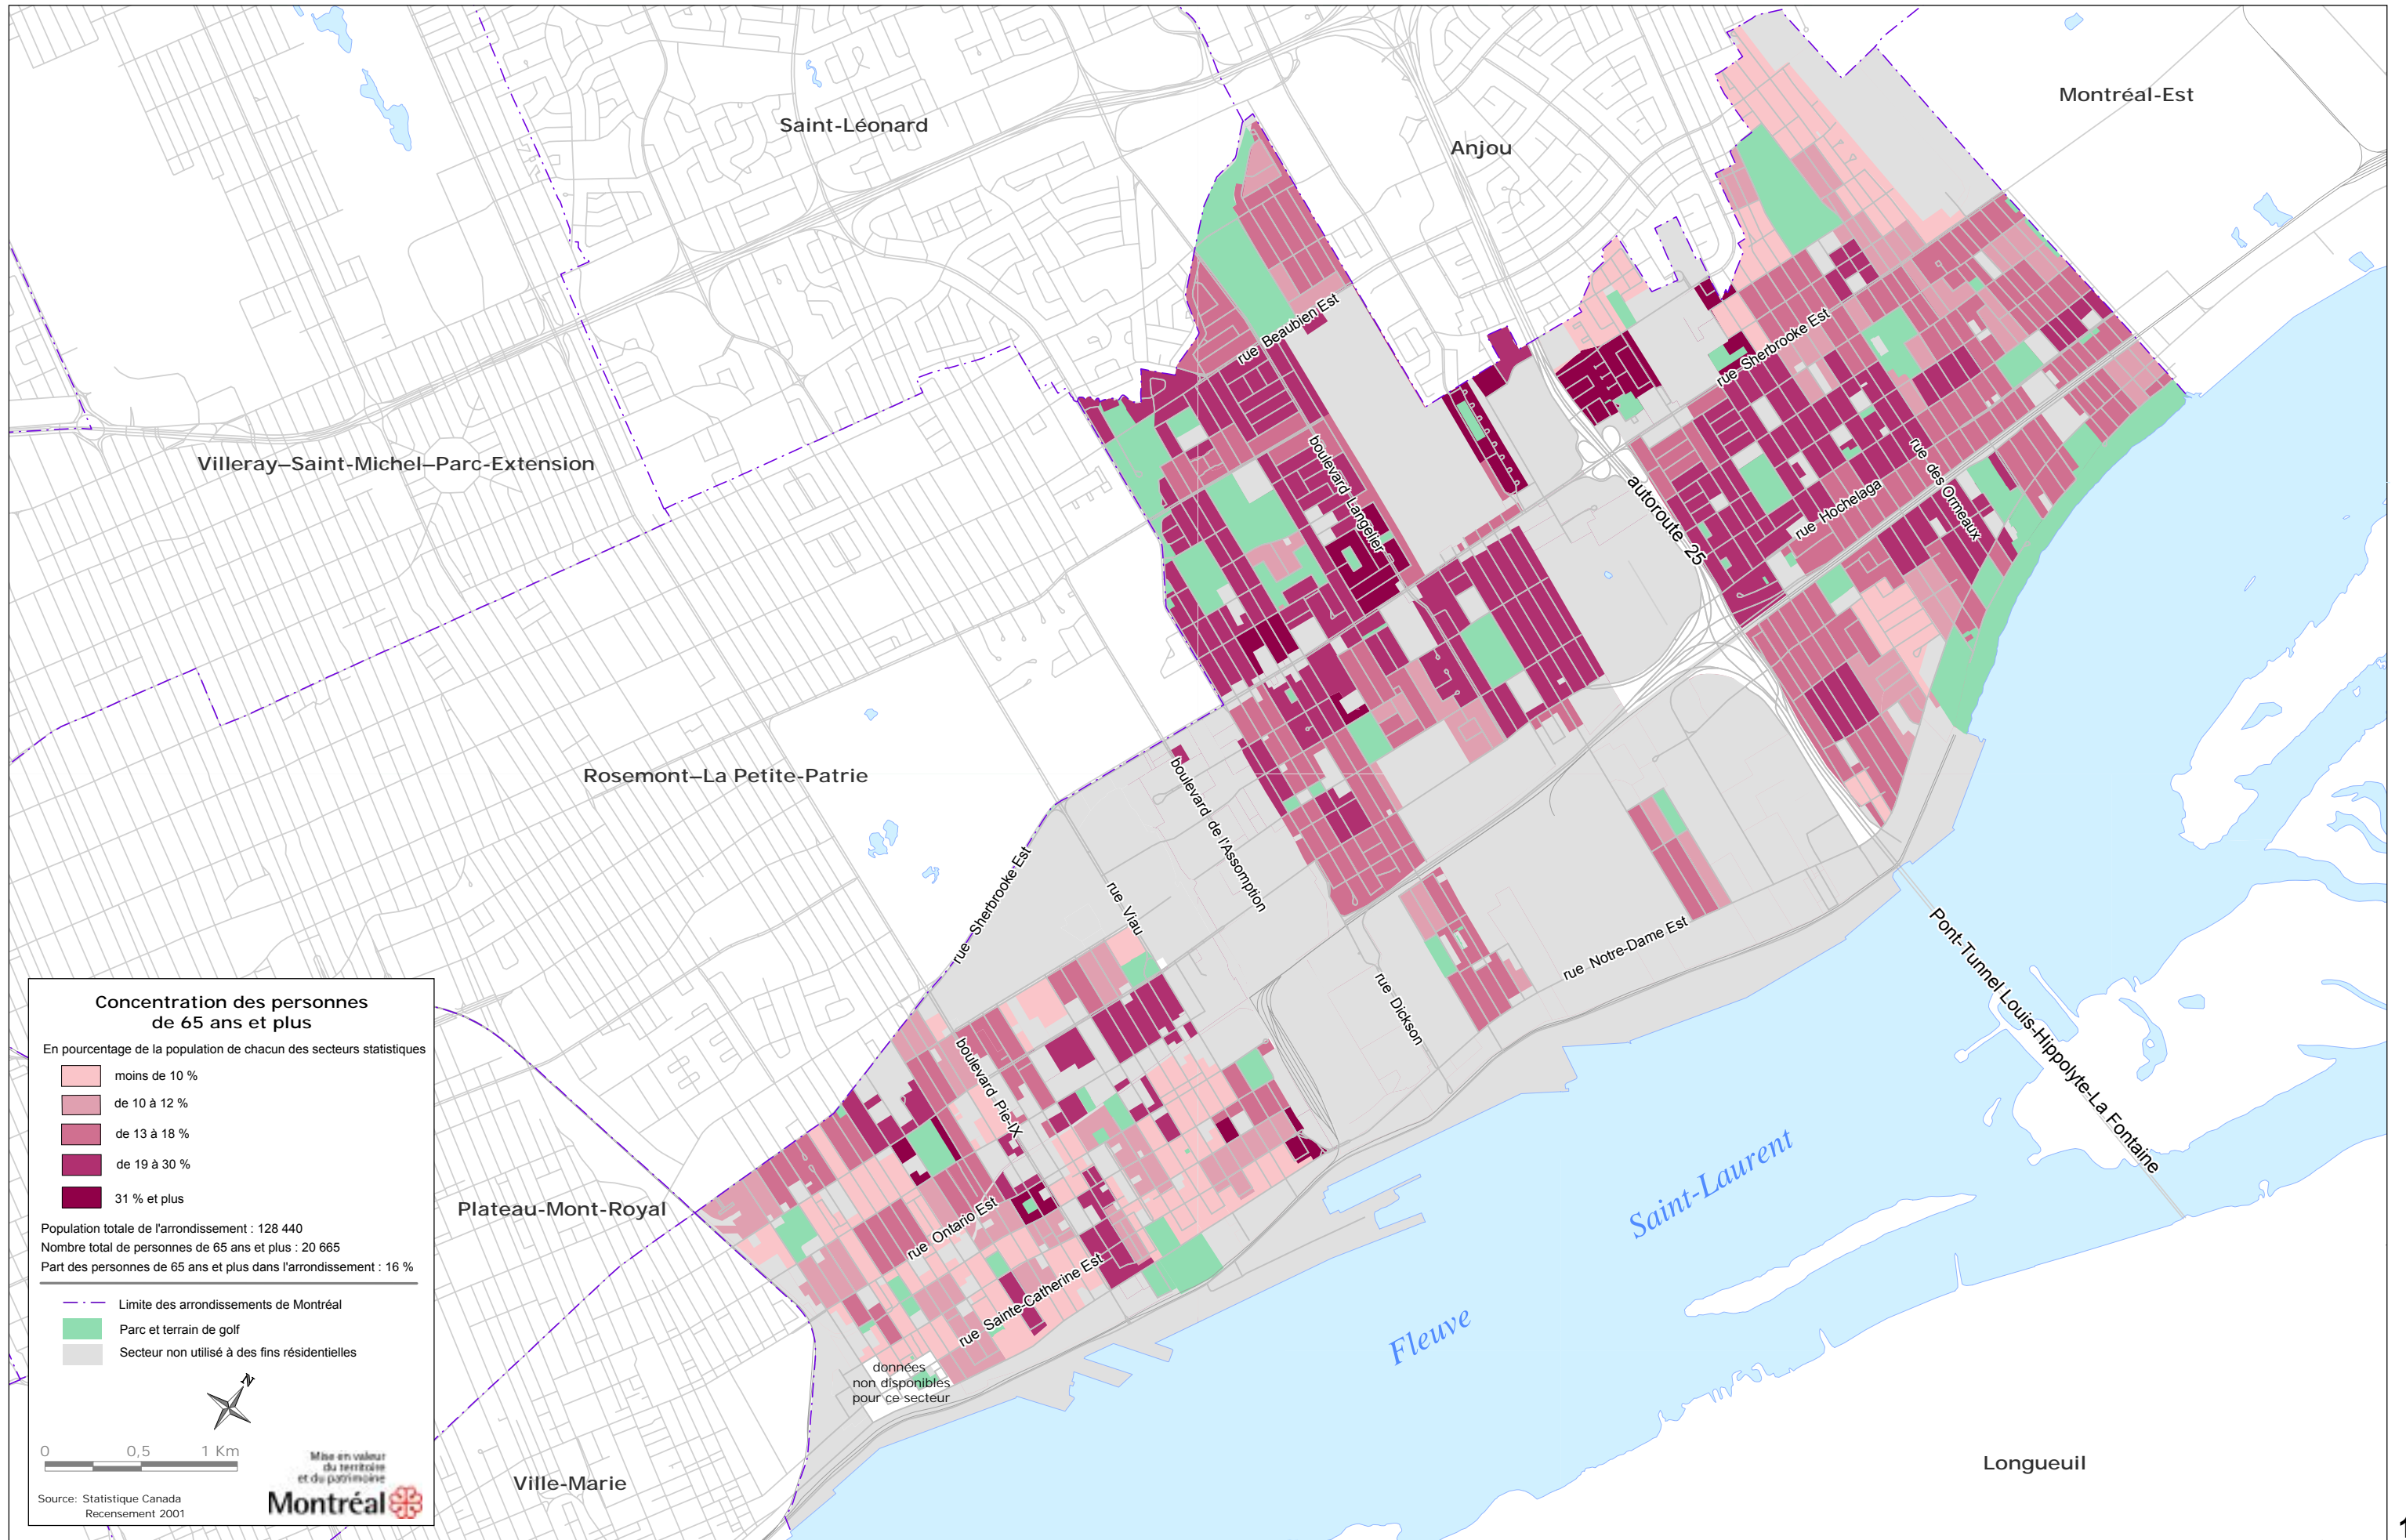 Montréal-Est
Saint-Léonard
Anjou
Villeray–Saint-Michel–Parc-Extension
rue Beaubien Est
rue Sherbrooke Est
boulevard Langelier
autoroute 25
rue des Ormeaux
rue Hochelaga
Rosemont–La Petite-Patrie
boulevard de l'Assomption
rue Sherbrooke Est
rue Viau
rue Notre-Dame Est
rue Dickson
Pont-Tunnel Louis-Hippolyte-La Fontaine
boulevard Pie-IX
Plateau-Mont-Royal
rue Ontario Est
rue Sainte-Catherine Est
Fleuve
Saint-Laurent
données
non disponibles
pour ce secteur
Ville-Marie
Longueuil
Concentration des personnes
de 65 ans et plus
En pourcentage de la population de chacun des secteurs statistiques
moins de 10 %
de 10 à 12 %
de 13 à 18 %
de 19 à 30 %
31 % et plus
Population totale de l'arrondissement : 128 440
Nombre total de personnes de 65 ans et plus : 20 665
Part des personnes de 65 ans et plus dans l'arrondissement : 16 %
Limite des arrondissements de Montréal
Parc et terrain de golf
Secteur non utilisé à des fins résidentielles
N
0 0,5 1 Km
Mise en valeur
du territoire
et du patrimoine
Montréal
Source: Statistique Canada
Recensement 2001